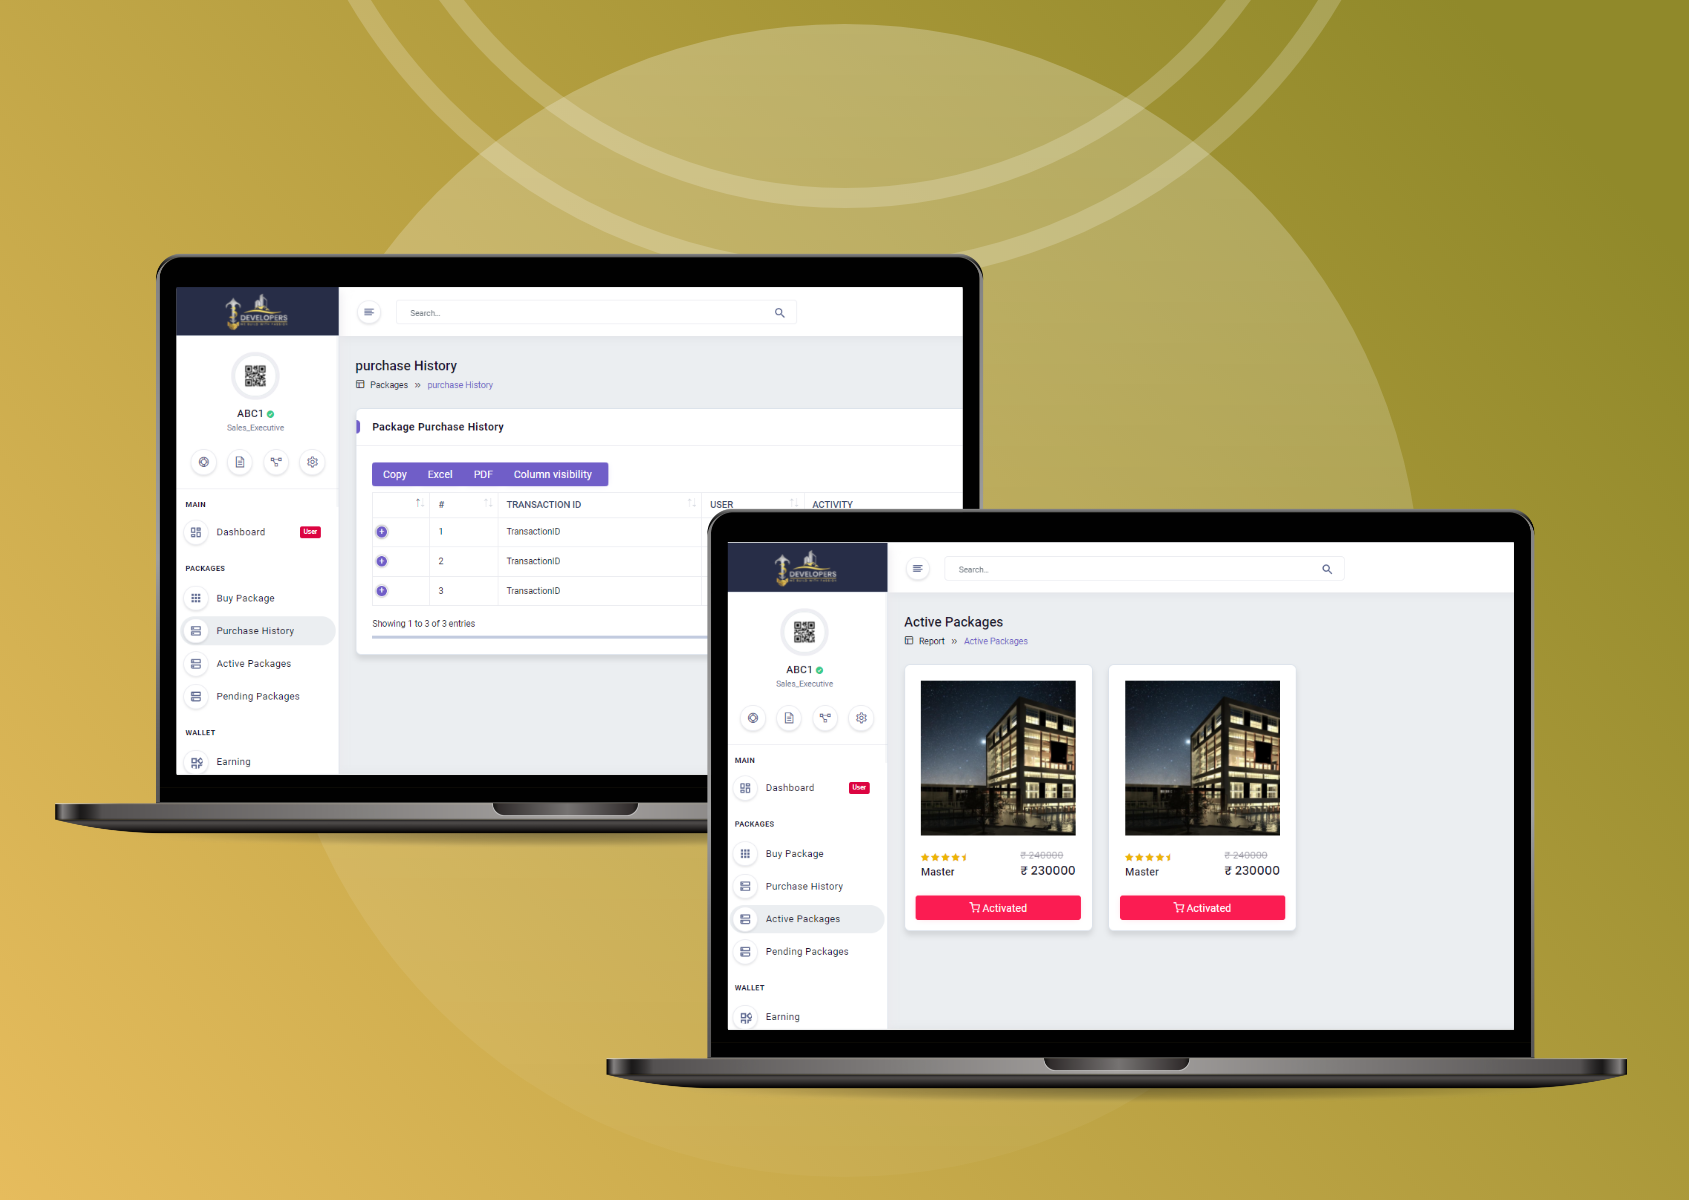 DEVELOPERS
Search...
ABC1
Sales_Executive
MAIN
Dashboard
User
PACKAGES
Buy Package
Purchase History
Active Packages
Pending Packages
WALLET
Earning
purchase History
Packages » purchase History
Package Purchase History
Copy Excel PDF Column visibility
# TRANSACTION ID USER ACTIVITY
1 TransactionID
2 TransactionID
3 TransactionID
Showing 1 to 3 of 3 entries
DEVELOPERS
Search...
ABC1
Sales_Executive
MAIN
Dashboard
User
PACKAGES
Buy Package
Purchase History
Active Packages
Pending Packages
WALLET
Earning
Active Packages
Report » Active Packages
₹ 240000
Master ₹ 230000
Activated
₹ 240000
Master ₹ 230000
Activated